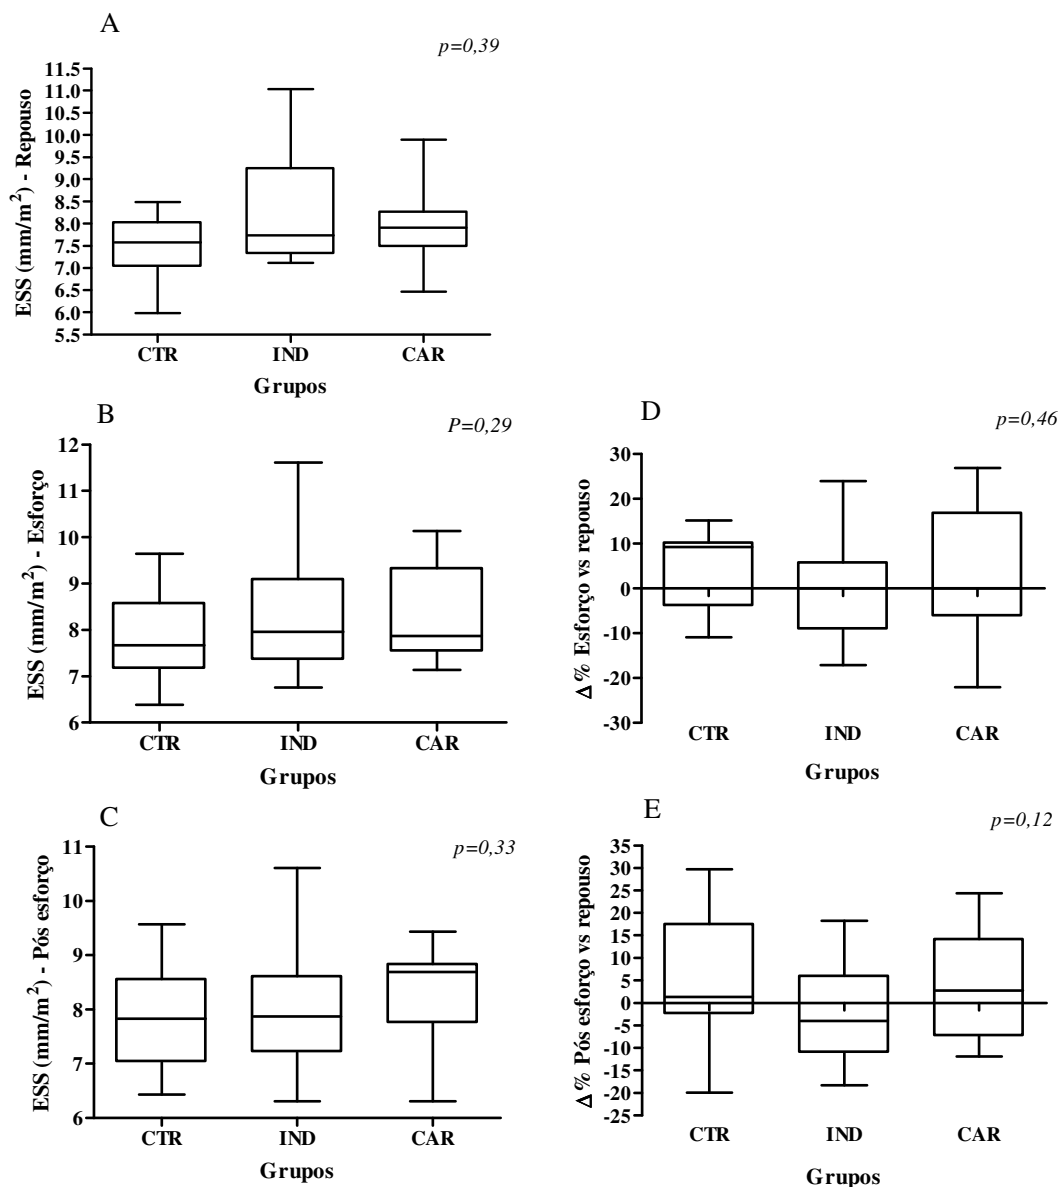 A
p=0,39
ESS (mm/m²) - Repouso
11.5
11.0
10.5
10.0
9.5
9.0
8.5
8.0
7.5
7.0
6.5
6.0
5.5
CTR IND CAR
Grupos
B
P=0,29
ESS (mm/m²) - Esforço
12
11
10
9
8
7
6
CTR IND CAR
Grupos
D
p=0,46
Δ% Esforço vs repouso
30
20
10
0
-10
-20
-30
CTR IND CAR
Grupos
C
p=0,33
ESS (mm/m²) - Pós esforço
11
10
9
8
7
6
CTR IND CAR
Grupos
E
p=0,12
Δ% Pós esforço vs repouso
35
30
25
20
15
10
5
0
-5
-10
-15
-20
-25
CTR IND CAR
Grupos